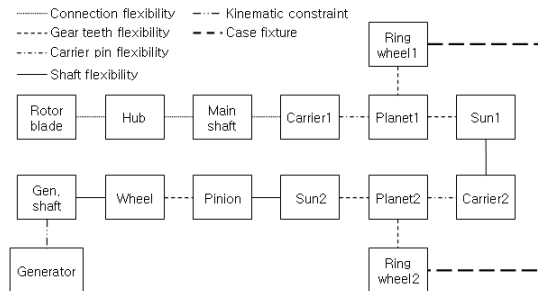 Connection flexibility
Kinematic constraint
Gear teeth flexibility
Case fixture
Carrier pin flexibility
Shaft flexibility
Ring
wheel1
Rotor
blade
Hub
Main
shaft
Carrier1
Planet1
Sun1
Gen,
shaft
Wheel
Pinion
Sun2
Planet2
Carrier2
Generator
Ring
wheel2